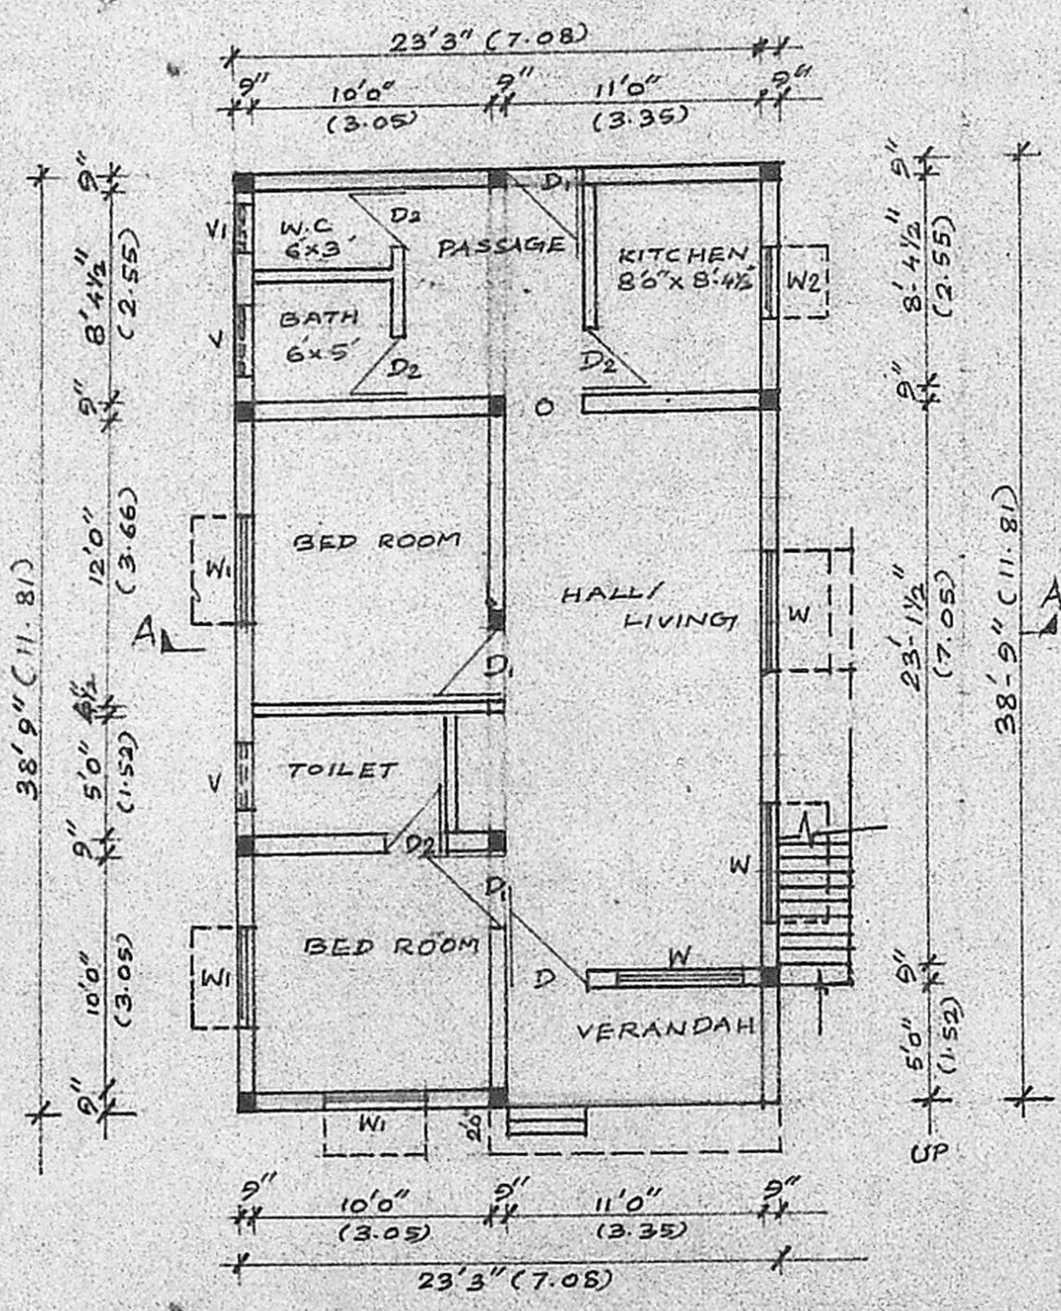 23'3" (7.08)
9" 10'0" 9" 11'0" 9"
(3.05) (3.35)
9" 9"
V1 W.C D2 D1
6'x3' PASSAGE KITCHEN
8'0"x 8'-4½" W2
8'4½" (2.55) 8'-4½" (2.55)
BATH
V 6'x5' D2 D2
9" O 9"
12'0" (3.66)
BED ROOM
W1 HALL/
LIVING W
A A
38'9" (11.81) 23'-1½" (7.05) 38'-9" (11.81)
D1
4½"
TOILET
V 5'0" (1.52)
9" D2 W
D1
BED ROOM W
W1 D 9"
10'0" (3.05)
VERANDAH 5'0" (1.52)
9" W1 2'0"
UP
9" 10'0" 9" 11'0" 9"
(3.05) (3.35)
23'3" (7.08)